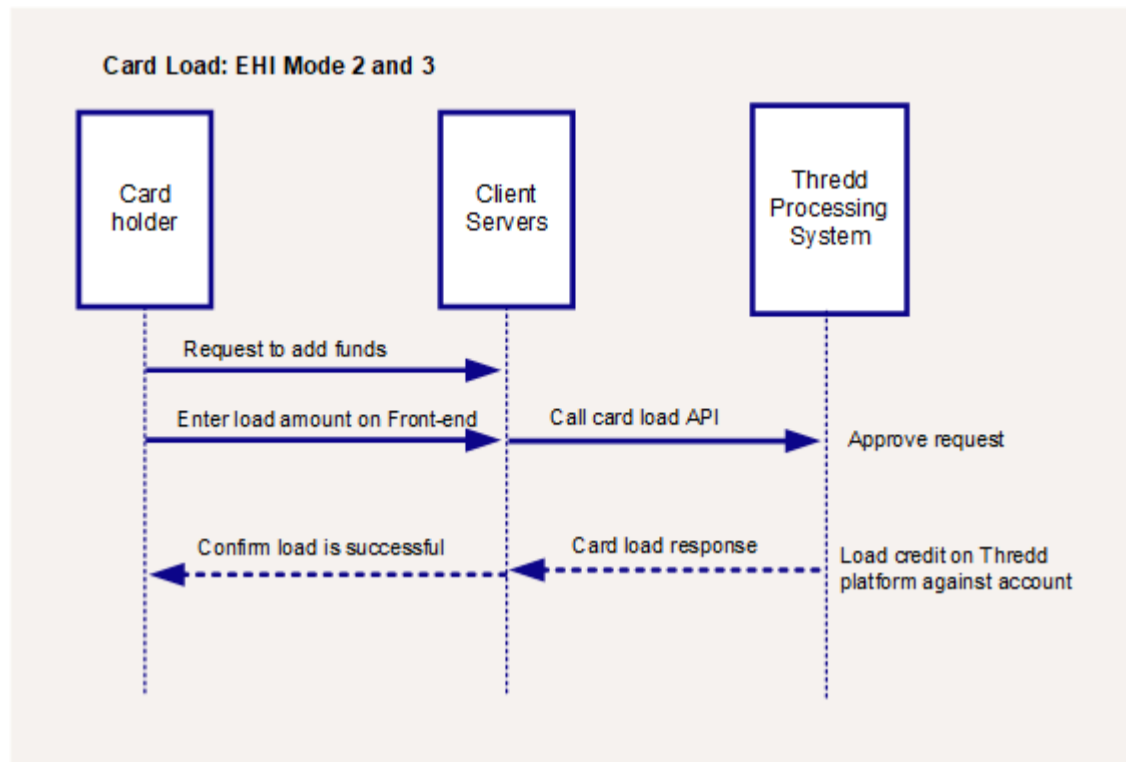 Card Load: EHI Mode 2 and 3
Card
holder
Client
Servers
Thredd
Processing
System
Request to add funds
Enter load amount on Front-end
Call card load API
Approve request
Confirm load is successful
Card load response
Load credit on Thredd
platform against account